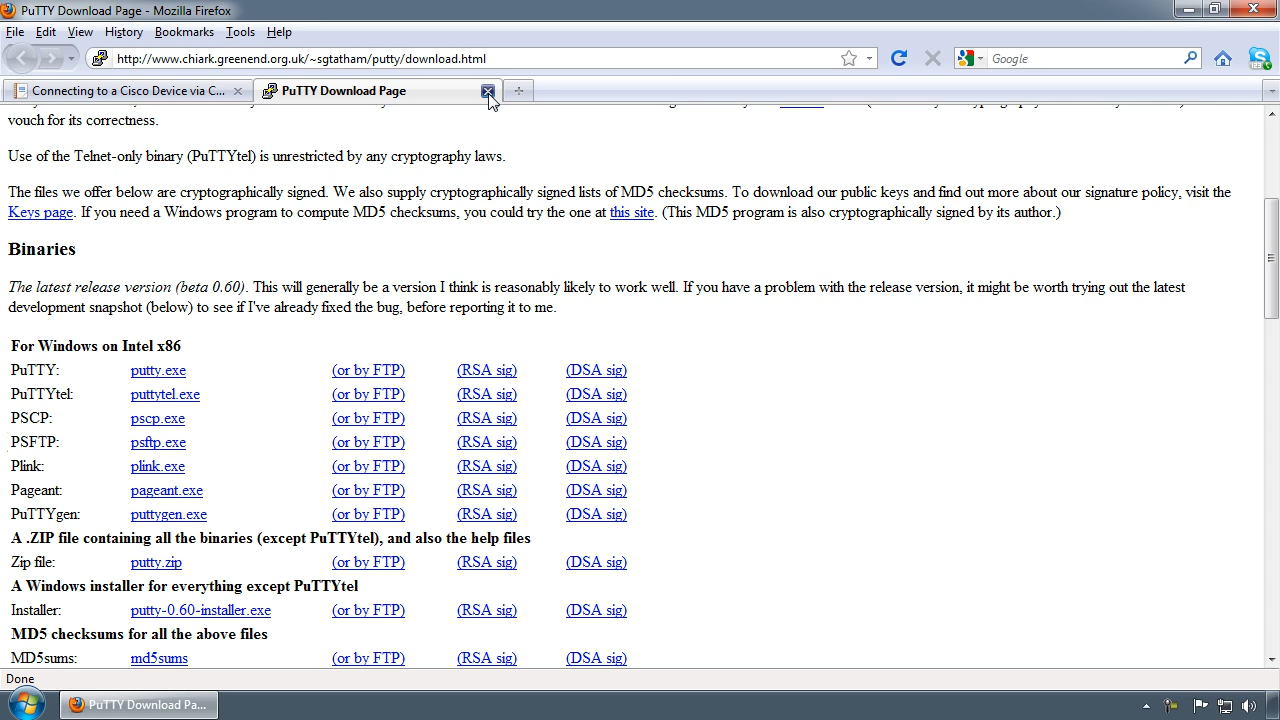 PuTTY Download Page - Mozilla Firefox
File Edit View History Bookmarks Tools Help
http://www.chiark.greenend.org.uk/~sgtatham/putty/download.html
Google
Connecting to a Cisco Device via C...
PuTTY Download Page
vouch for its correctness.
Use of the Telnet-only binary (PuTTYtel) is unrestricted by any cryptography laws.
The files we offer below are cryptographically signed. We also supply cryptographically signed lists of MD5 checksums. To download our public keys and find out more about our signature policy, visit the
Keys page. If you need a Windows program to compute MD5 checksums, you could try the one at this site. (This MD5 program is also cryptographically signed by its author.)
Binaries
The latest release version (beta 0.60). This will generally be a version I think is reasonably likely to work well. If you have a problem with the release version, it might be worth trying out the latest
development snapshot (below) to see if I've already fixed the bug, before reporting it to me.
For Windows on Intel x86
PuTTY: putty.exe (or by FTP) (RSA sig) (DSA sig)
PuTTYtel: puttytel.exe (or by FTP) (RSA sig) (DSA sig)
PSCP: pscp.exe (or by FTP) (RSA sig) (DSA sig)
PSFTP: psftp.exe (or by FTP) (RSA sig) (DSA sig)
Plink: plink.exe (or by FTP) (RSA sig) (DSA sig)
Pageant: pageant.exe (or by FTP) (RSA sig) (DSA sig)
PuTTYgen: puttygen.exe (or by FTP) (RSA sig) (DSA sig)
A .ZIP file containing all the binaries (except PuTTYtel), and also the help files
Zip file: putty.zip (or by FTP) (RSA sig) (DSA sig)
A Windows installer for everything except PuTTYtel
Installer: putty-0.60-installer.exe (or by FTP) (RSA sig) (DSA sig)
MD5 checksums for all the above files
MD5sums: md5sums (or by FTP) (RSA sig) (DSA sig)
Done
PuTTY Download Pa...